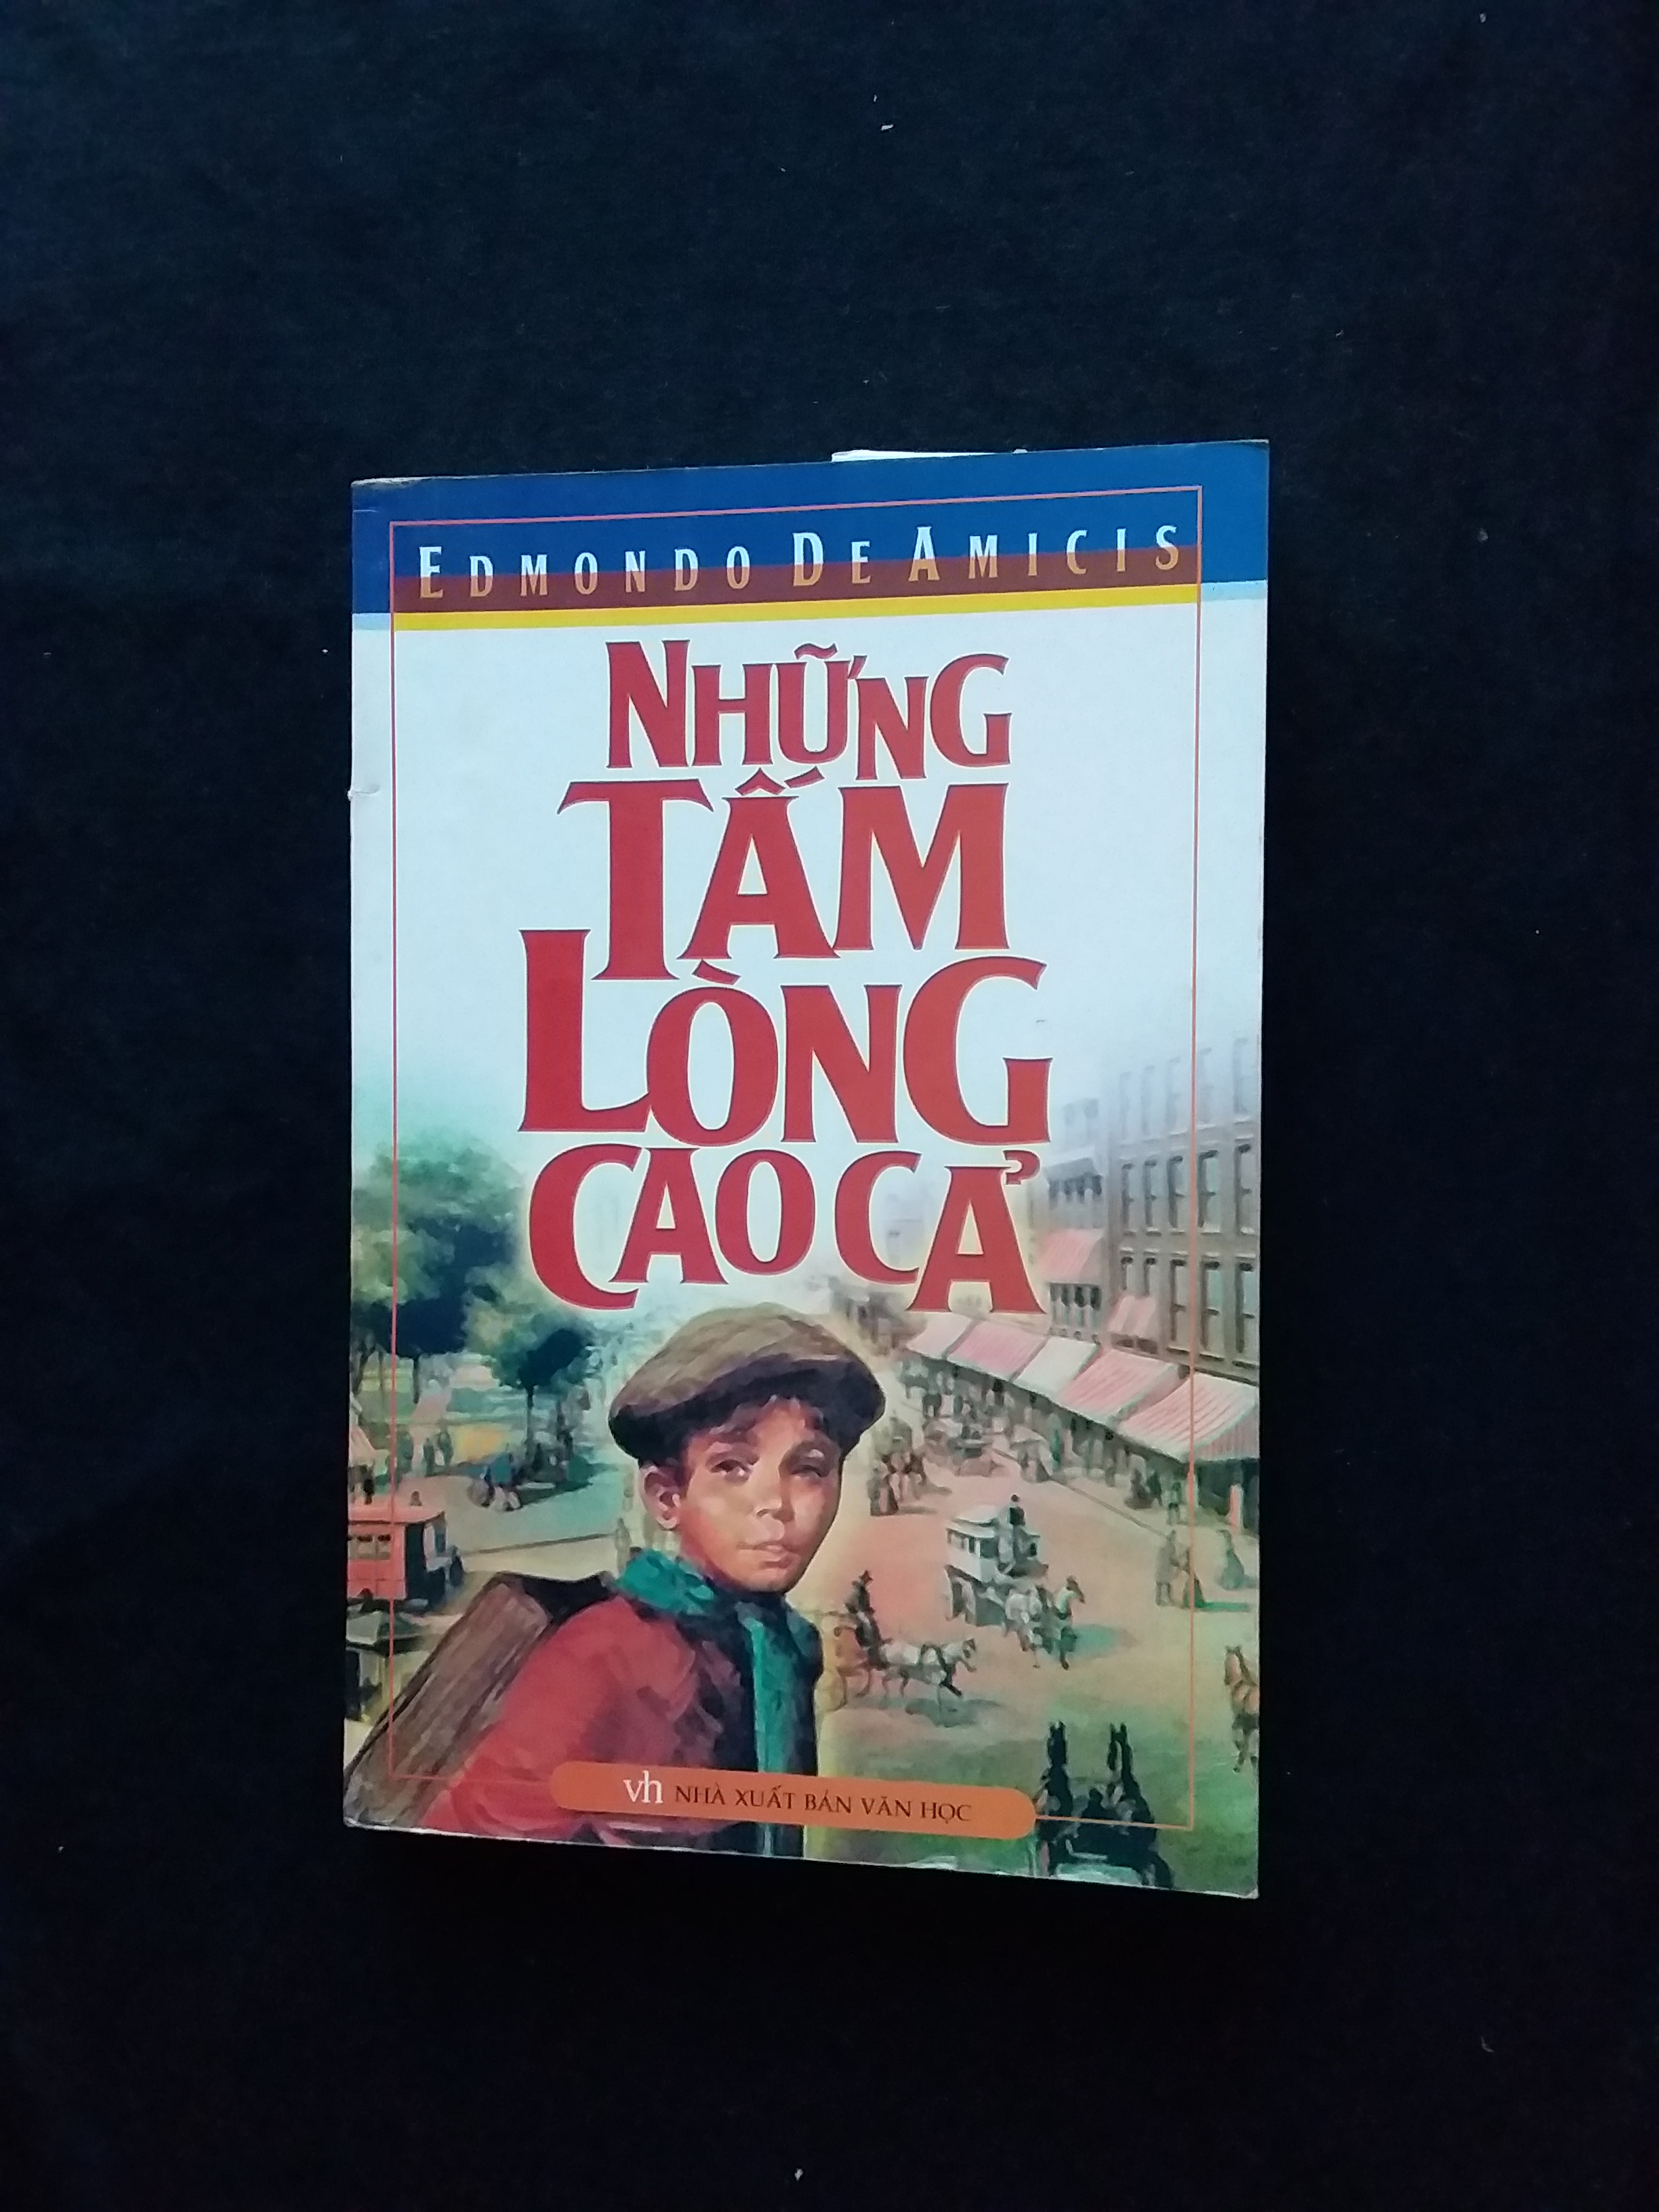 EDMONDO DE AMICIS
NHỮNG
TẤM
LÒNG
CAO CẢ
vh NHÀ XUẤT BẢN VĂN HỌC